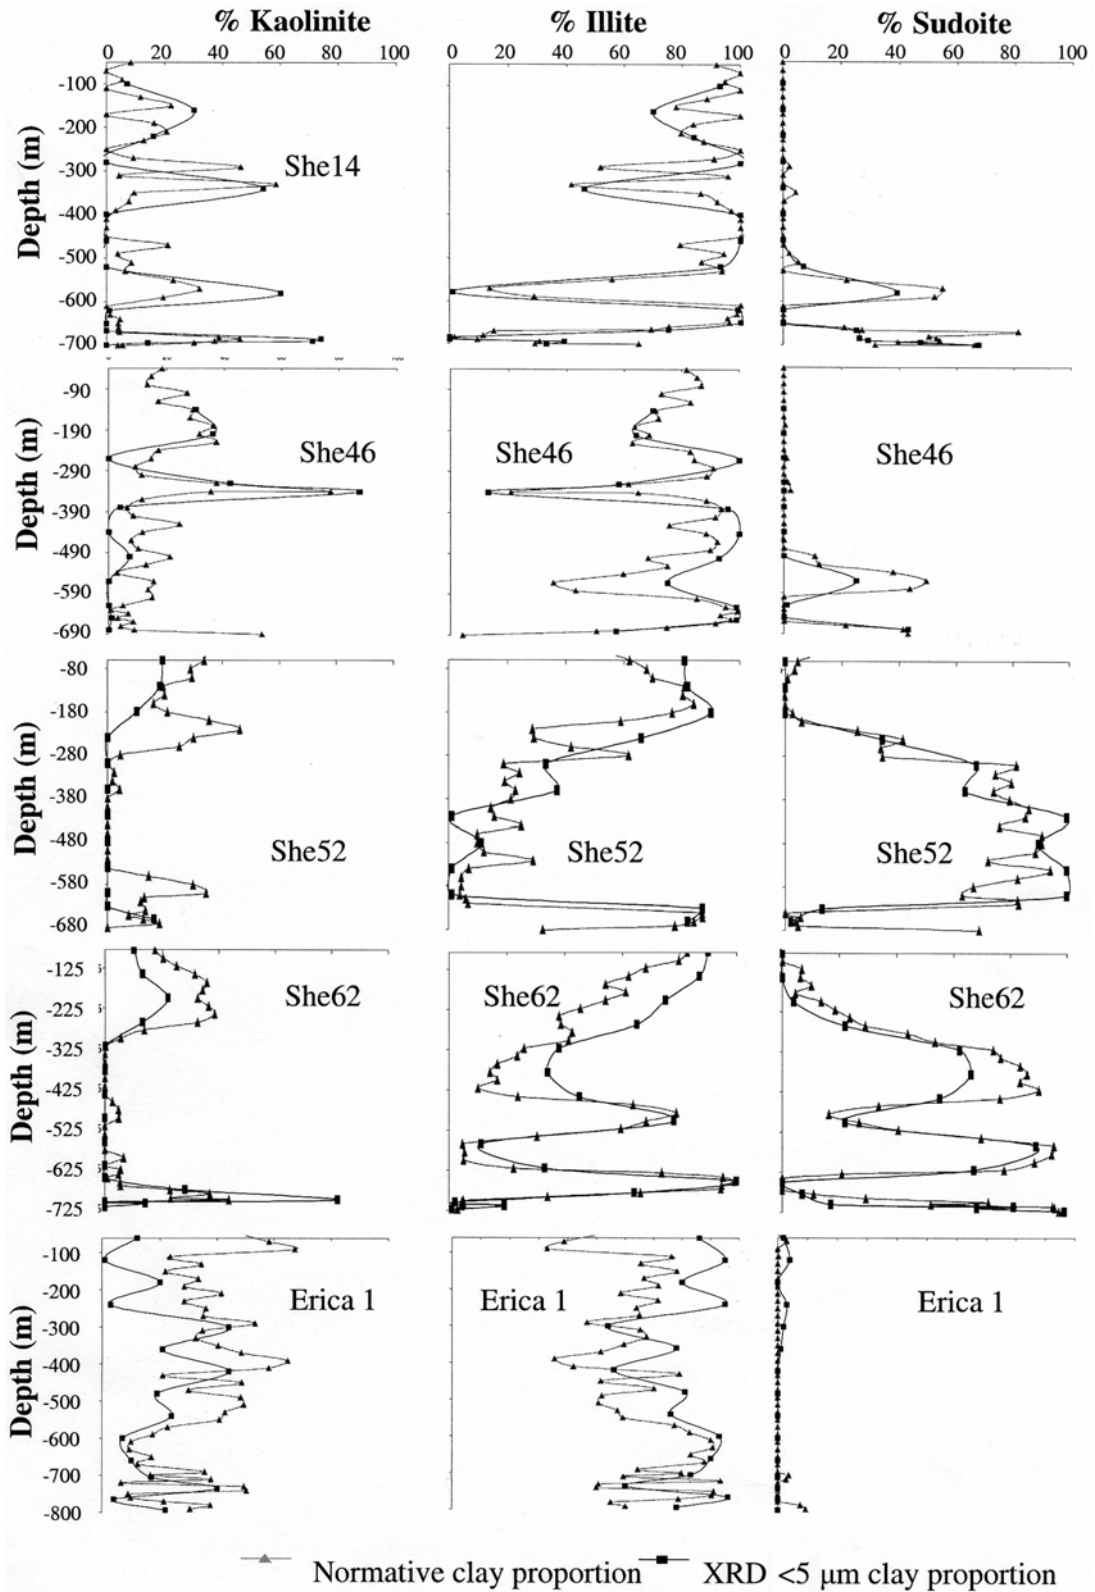 % Kaolinite % Illite % Sudoite
0 20 40 60 80 100 0 20 40 60 80 100 0 20 40 60 80 100
Depth (m)
-100
-200
-300
-400
-500
-600
-700
She14
Depth (m)
-90
-190
-290
-390
-490
-590
-690
She46 She46 She46
Depth (m)
-80
-180
-280
-380
-480
-580
-680
She52 She52 She52
Depth (m)
-125
-225
-325
-425
-525
-625
-725
She62 She62 She62
Depth (m)
-100
-200
-300
-400
-500
-600
-700
-800
Erica 1 Erica 1 Erica 1
Normative clay proportion XRD <5 μm clay proportion